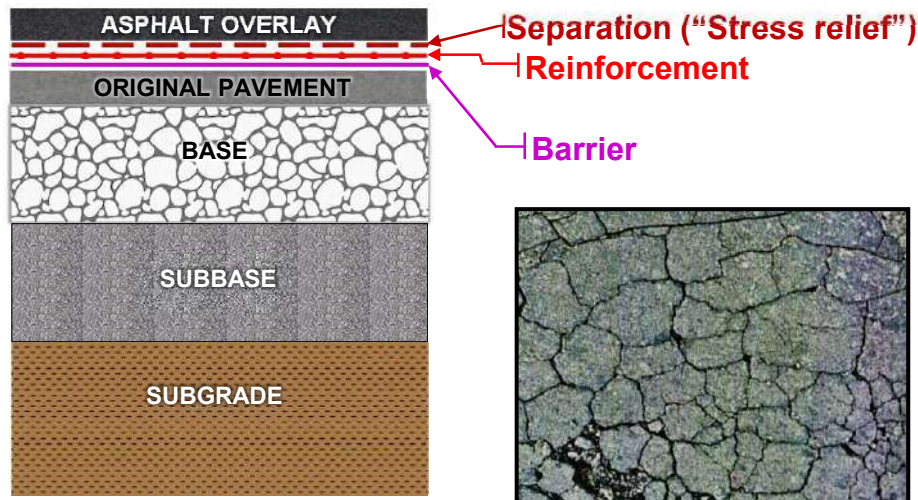 ASPHALT OVERLAY
Separation (“Stress relief”)
Reinforcement
ORIGINAL PAVEMENT
Barrier
BASE
SUBBASE
SUBGRADE